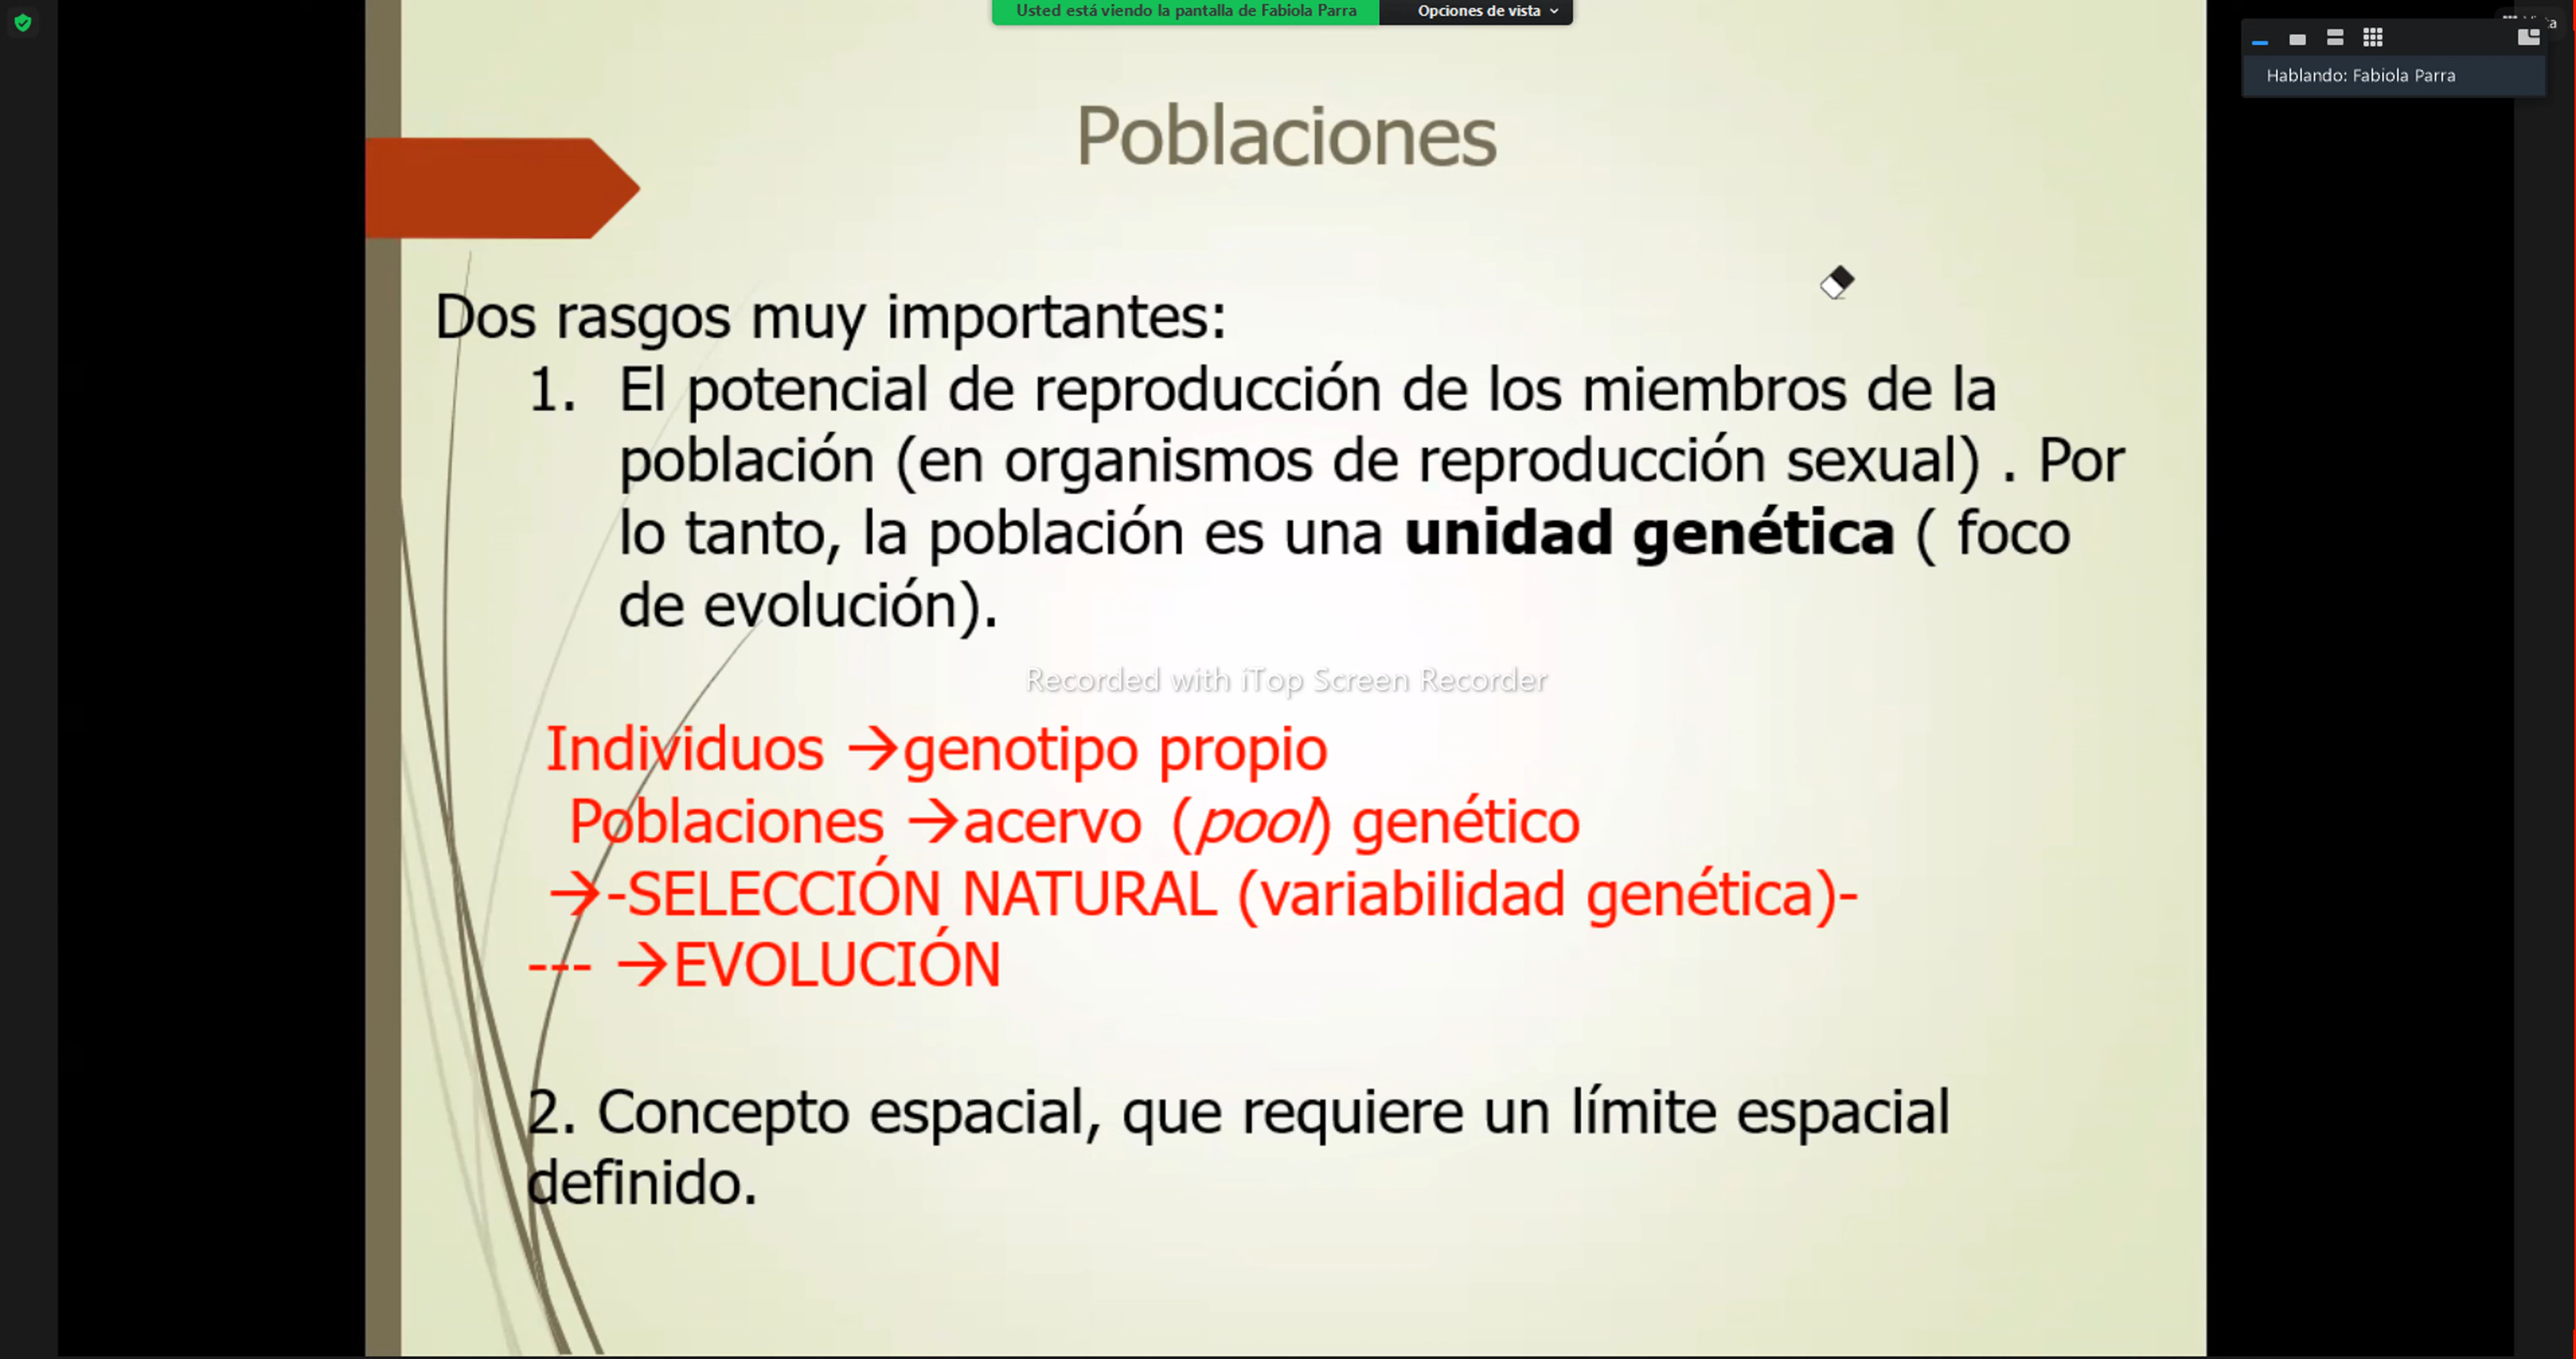 Usted está viendo la pantalla de Fabiola Parra
Opciones de vista
Hablando: Fabiola Parra
Poblaciones
Dos rasgos muy importantes:
1. El potencial de reproducción de los miembros de la
población (en organismos de reproducción sexual) . Por
lo tanto, la población es una unidad genética ( foco
de evolución).
Recorded with iTop Screen Recorder
Individuos →genotipo propio
Poblaciones →acervo (pool) genético
→-SELECCIÓN NATURAL (variabilidad genética)-
--- →EVOLUCIÓN
2. Concepto espacial, que requiere un límite espacial
definido.